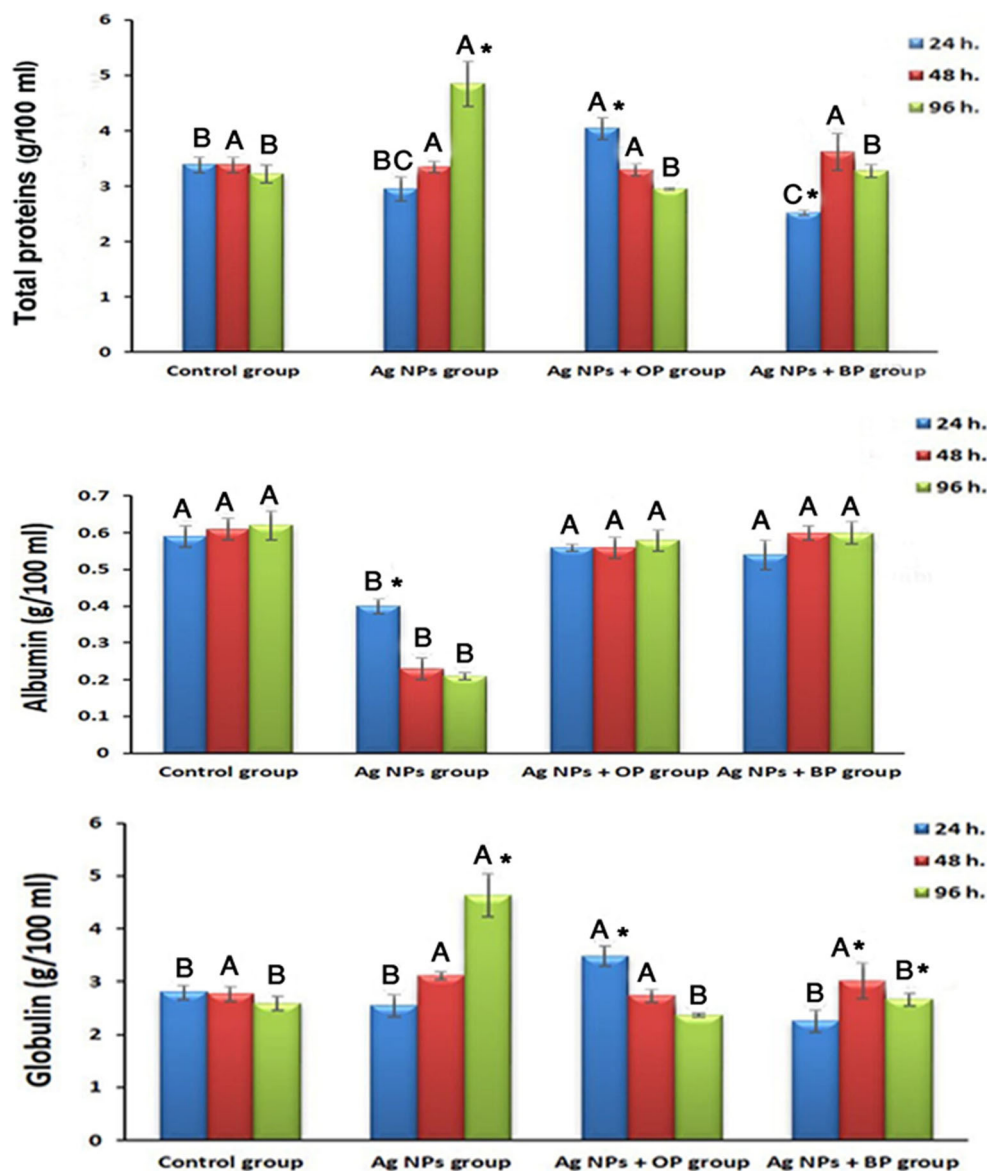 Total proteins (g/100 ml)
6
5
4
3
2
1
0
24 h.
48 h.
96 h.
B A B
BC A A *
A * A B
C * A B
Control group Ag NPs group Ag NPs + OP group Ag NPs + BP group
Albumin (g/100 ml)
0.7
0.6
0.5
0.4
0.3
0.2
0.1
0
24 h.
48 h.
96 h.
A A A
B * B B
A A A
A A A
Control group Ag NPs group Ag NPs + OP group Ag NPs + BP group
Globulin (g/100 ml)
6
5
4
3
2
1
0
24 h.
48 h.
96 h.
B A B
B A A *
A * A B
B A * B *
Control group Ag NPs group Ag NPs + OP group Ag NPs + BP group